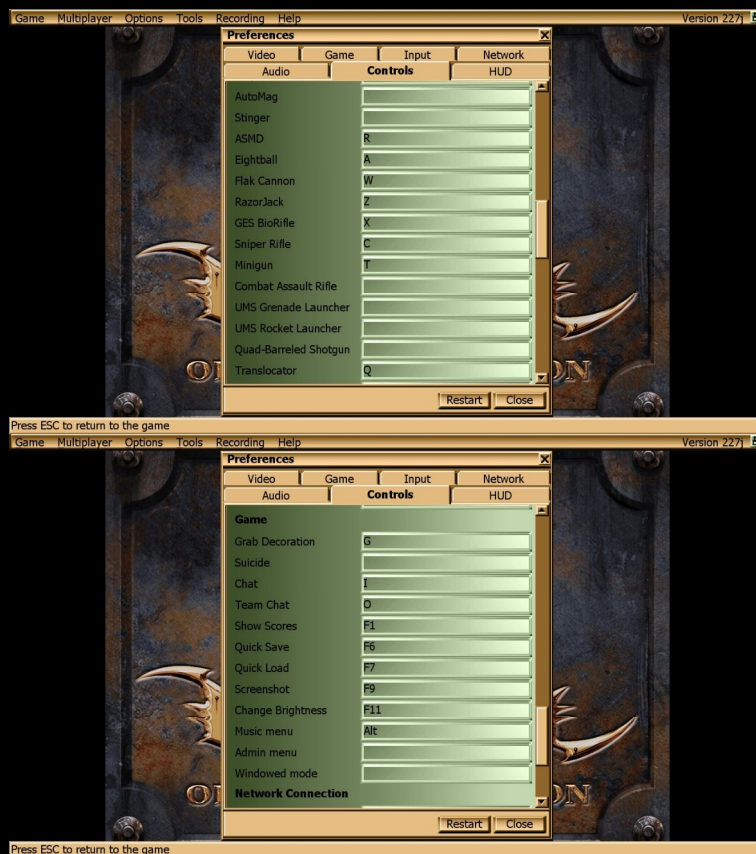 Game Multiplayer Options Tools Recording Help Version 227j
Preferences
Video Game Input Network
Audio Controls HUD
AutoMag
Stinger
ASMD R
Eightball A
Flak Cannon W
RazorJack Z
GES BioRifle X
Sniper Rifle C
Minigun T
Combat Assault Rifle
UMS Grenade Launcher
UMS Rocket Launcher
Quad-Barreled Shotgun
Translocator Q
Restart Close
Press ESC to return to the game
Game Multiplayer Options Tools Recording Help Version 227j
Preferences
Video Game Input Network
Audio Controls HUD
Game
Grab Decoration G
Suicide
Chat I
Team Chat O
Show Scores F1
Quick Save F6
Quick Load F7
Screenshot F9
Change Brightness F11
Music menu Alt
Admin menu
Windowed mode
Network Connection
Restart Close
Press ESC to return to the game